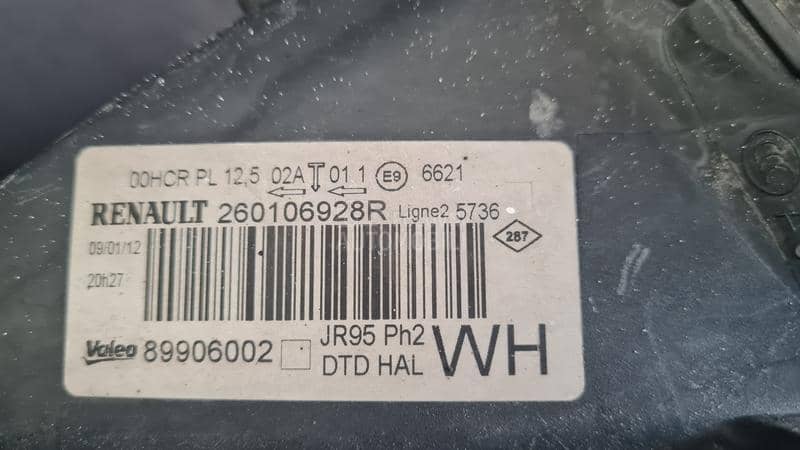 00HCR PL 12,5 02A 01 1 E9 6621
RENAULT 260106928R Ligne2 5736
09/01/12
287
20h27
Valeo 89906002
JR95 Ph2
DTD HAL
WH